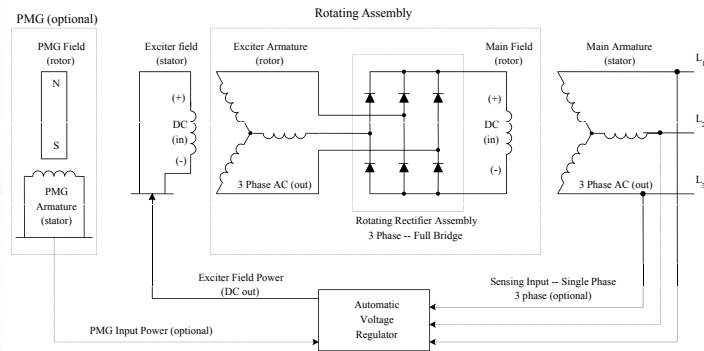 PMG (optional)
Rotating Assembly
PMG Field
(rotor)
Exciter field
(stator)
Exciter Armature
(rotor)
Main Field
(rotor)
Main Armature
(stator)
N
S
(+)
DC
(in)
(-)
(+)
DC
(in)
(-)
L1
L2
L3
PMG
Armature
(stator)
3 Phase AC (out)
3 Phase AC (out)
Rotating Rectifier Assembly
3 Phase -- Full Bridge
Exciter Field Power
(DC out)
Sensing Input -- Single Phase
3 phase (optional)
Automatic
Voltage
Regulator
PMG Input Power (optional)